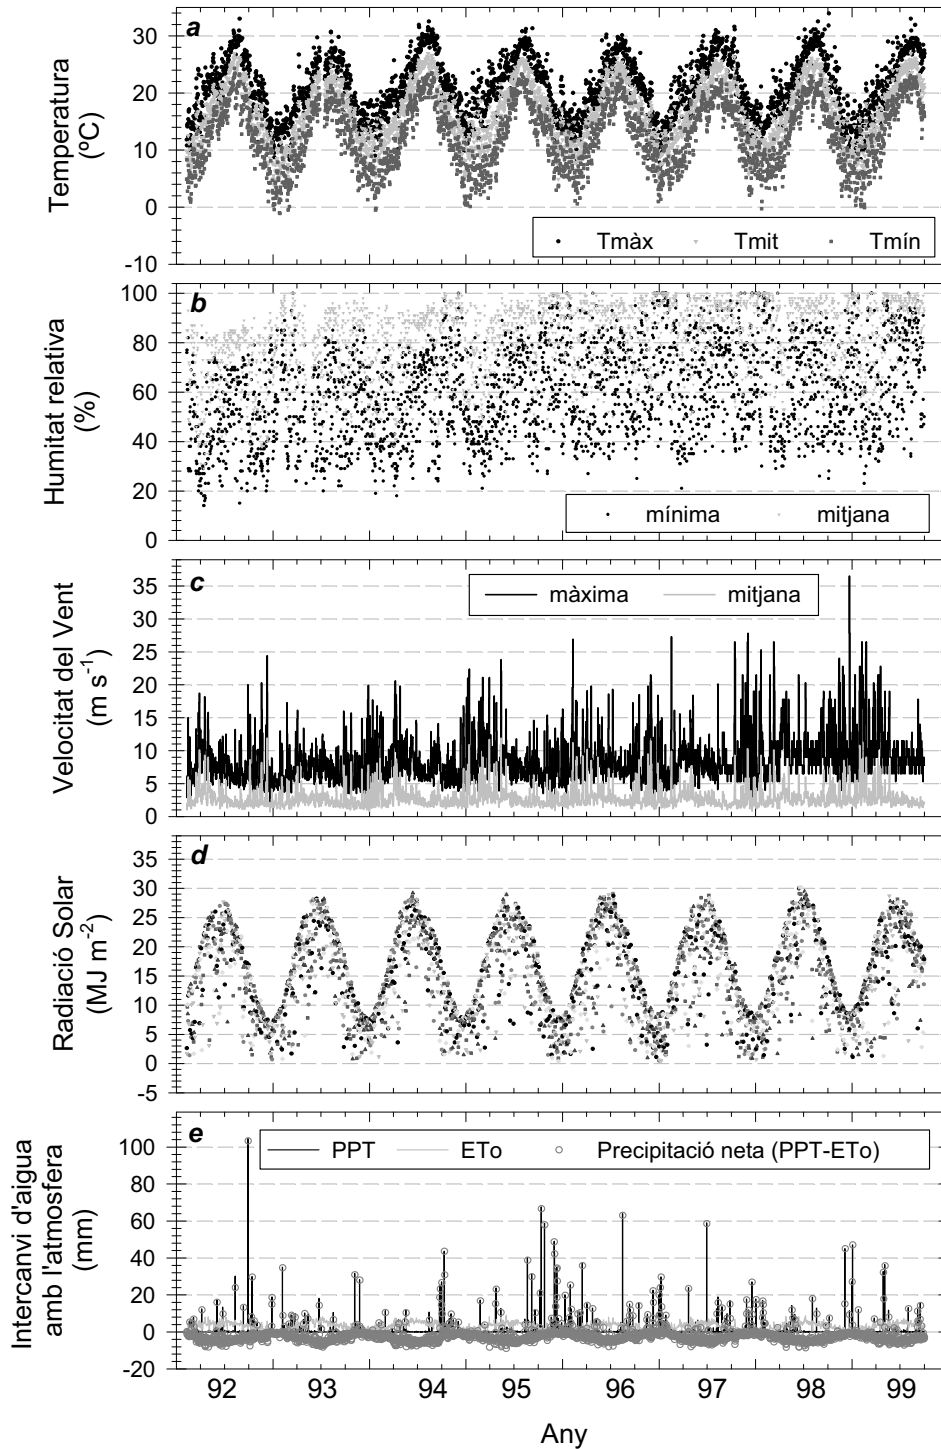 a
Temperatura
(ºC)
30
20
10
0
-10
Tmàx Tmit Tmín
b
Humitat relativa
(%)
100
80
60
40
20
0
mínima mitjana
c
Velocitat del Vent
(m s-1)
35
30
25
20
15
10
5
0
màxima mitjana
d
Radiació Solar
(MJ m-2)
35
30
25
20
15
10
5
0
-5
e
Intercanvi d'aigua
amb l'atmosfera
(mm)
100
80
60
40
20
0
-20
PPT ETo Precipitació neta (PPT-ETo)
92 93 94 95 96 97 98 99
Any